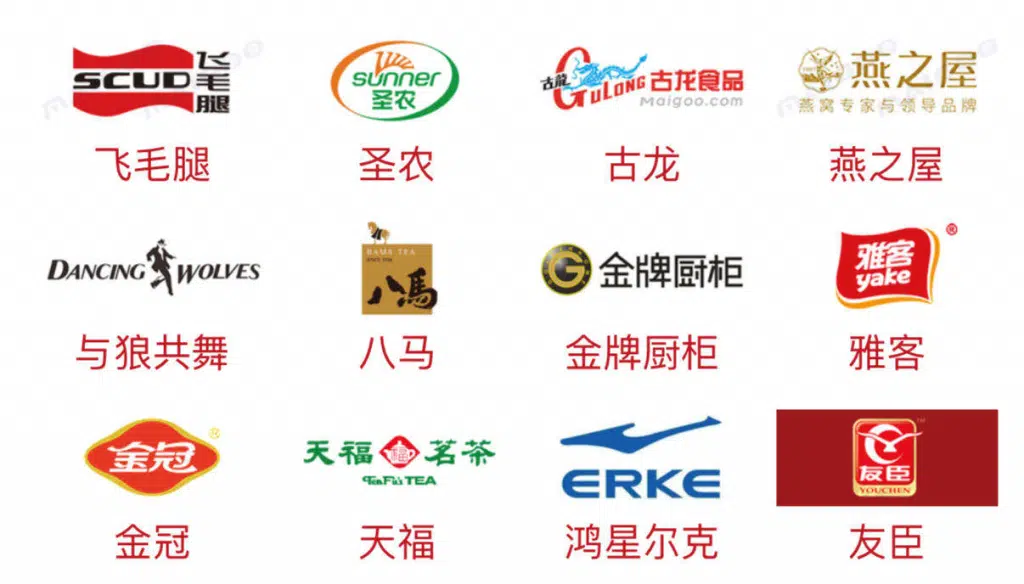 SCUD 飞毛腿
sunner
圣农
古龍 GULONG 古龙食品
Maigoo.com
燕之屋
燕窝专家与领导品牌
飞毛腿 圣农 古龙 燕之屋
DANCING WOLVES
BAMA TEA
八馬
G 金牌厨柜
雅客 ®
yake
与狼共舞 八马 金牌厨柜 雅客
金冠 ®
天福 福 茗茶
TenFu's TEA
ERKE
友臣 ™
YOUCHEN
金冠 天福 鸿星尔克 友臣